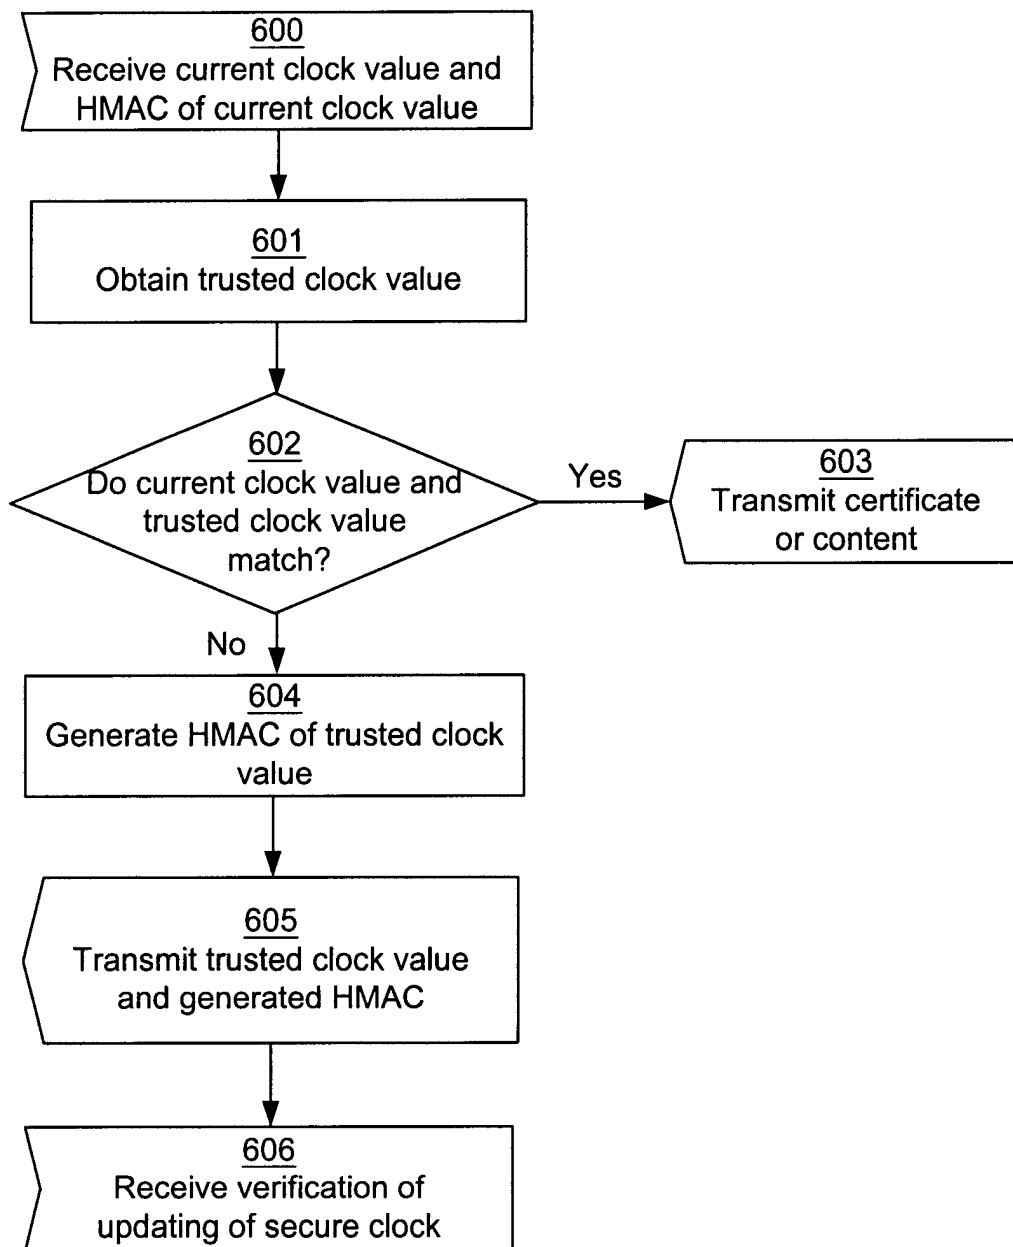 600
Receive current clock value and
HMAC of current clock value
601
Obtain trusted clock value
602
Do current clock value and
trusted clock value
match?
Yes
603
Transmit certificate
or content
No
604
Generate HMAC of trusted clock
value
605
Transmit trusted clock value
and generated HMAC
606
Receive verification of
updating of secure clock